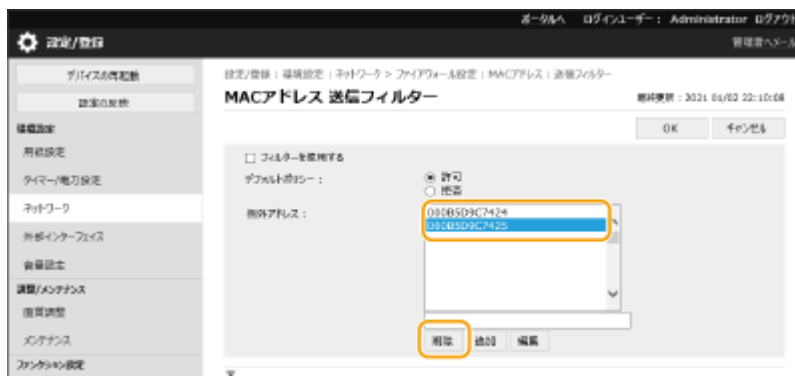 ポータルへ ログインユーザー： Administrator ログアウト
設定/登録
管理者へメール
デバイスの再起動
設定/登録 : 環境設定 : ネットワーク > ファイアウォール設定 : MACアドレス : 送信フィルター
MACアドレス 送信フィルター
最終更新 : 2021 01/02 22:10:08
設定の反映
OK キャンセル
環境設定
用紙設定
フィルターを使用する
タイマー/電力設定
デフォルトポリシー :
許可
拒否
ネットワーク
例外アドレス :
000B5D9C7424
000B5D9C7425
外部インターフェイス
音量設定
調整/メンテナンス
画質調整
メンテナンス
削除 追加 編集
ファンクション設定